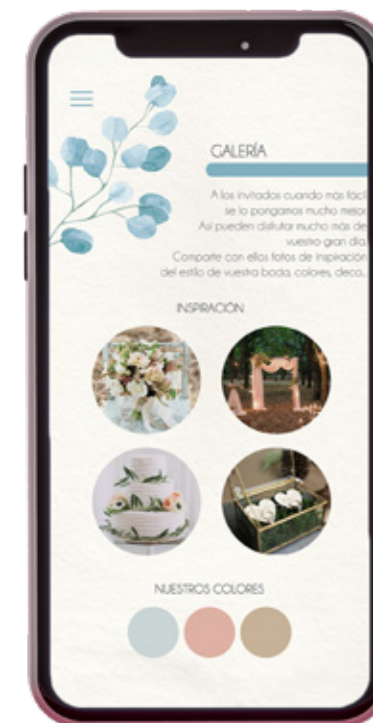 GALERÍA
A los invitados cuando más fácil
se lo pongamos mucho mejor.
Así pueden disfrutar mucho más de
vuestro gran día.
Comparte con ellos fotos de inspiración
del estilo de vuestra boda, colores, deco...
INSPIRACIÓN
NUESTROS COLORES